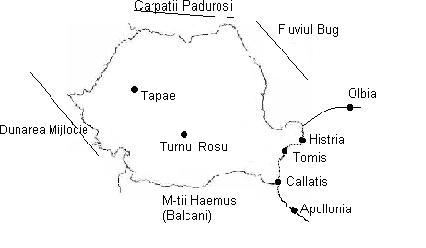 Carpatii Padurosi
Fluviul Bug
Olbia
Tapae
Dunarea Mijlocie
Turnu Rosu
Histria
Tomis
Callatis
M-tii Haemus
(Balcani)
Apollonia